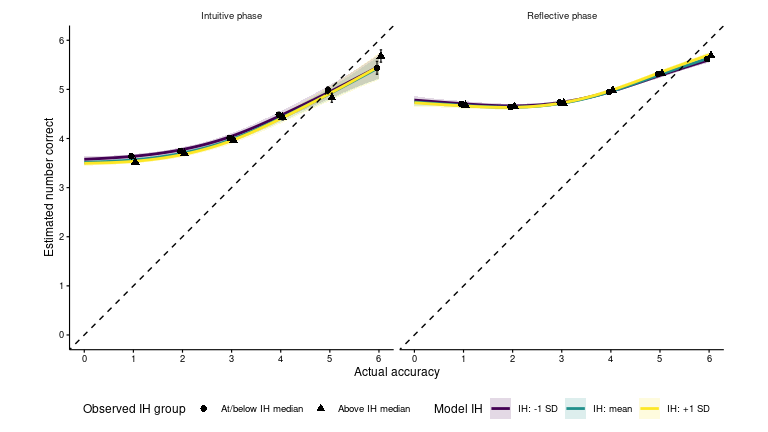 Intuitive phase
Reflective phase
Estimated number correct
6
5
4
3
2
1
0
0 1 2 3 4 5 6
0 1 2 3 4 5 6
Actual accuracy
Observed IH group At/below IH median Above IH median Model IH IH: -1 SD IH: mean IH: +1 SD